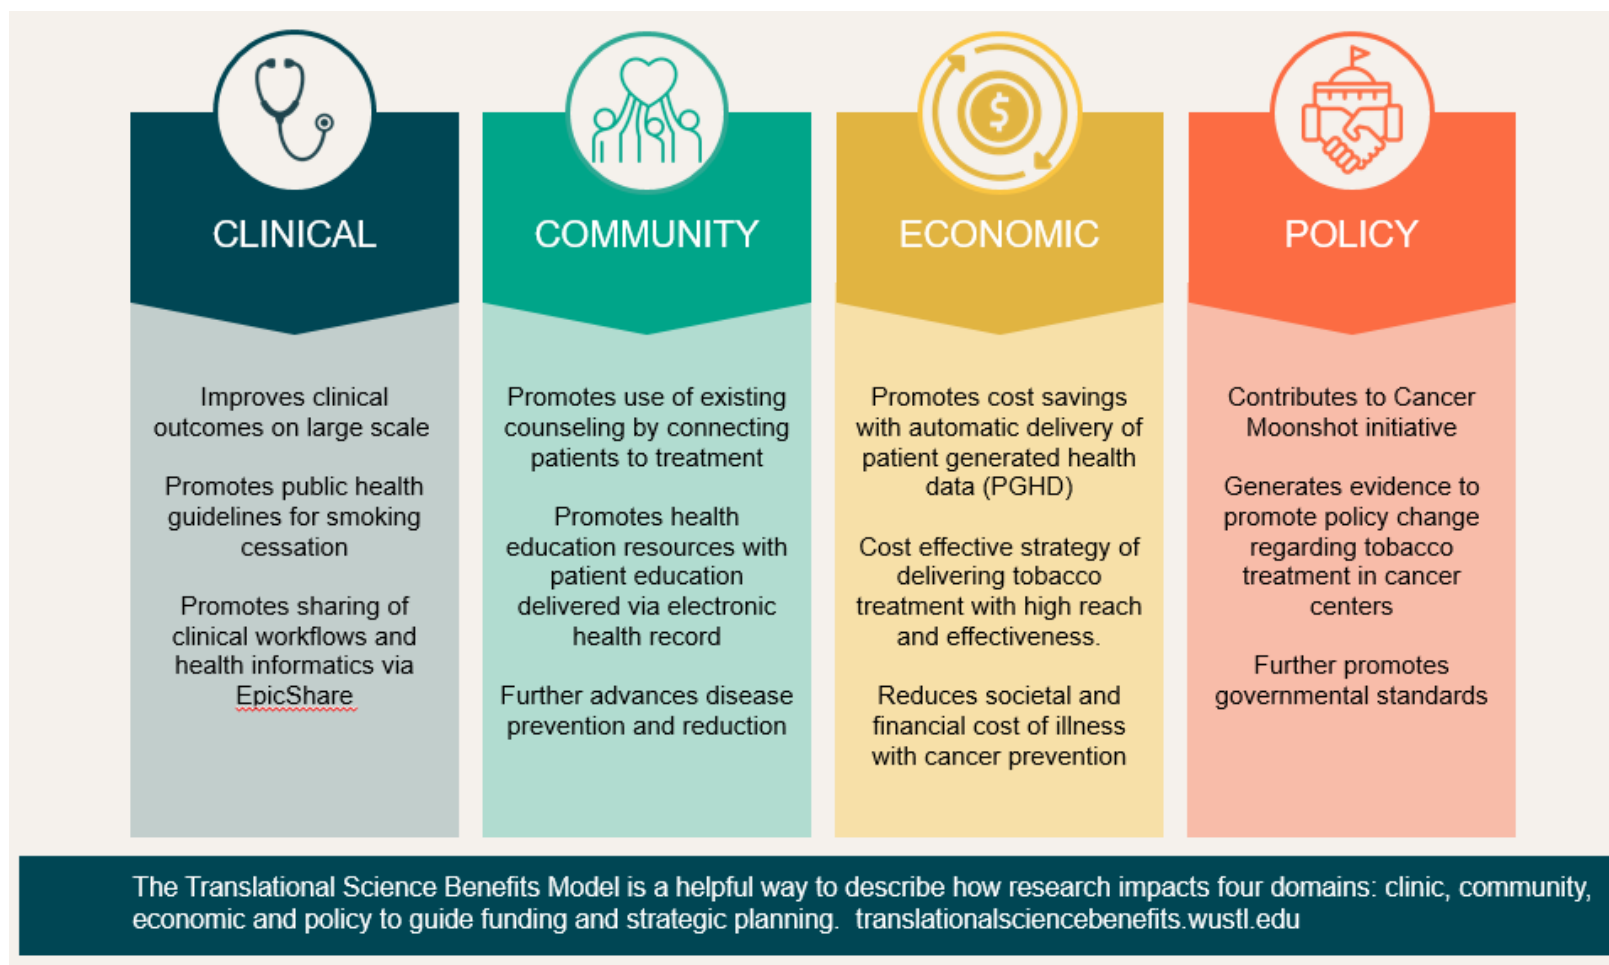 CLINICAL
Improves clinical
outcomes on large scale
Promotes public health
guidelines for smoking
cessation
Promotes sharing of
clinical workflows and
health informatics via
EpicShare
COMMUNITY
Promotes use of existing
counseling by connecting
patients to treatment
Promotes health
education resources with
patient education
delivered via electronic
health record
Further advances disease
prevention and reduction
$
ECONOMIC
Promotes cost savings
with automatic delivery of
patient generated health
data (PGHD)
Cost effective strategy of
delivering tobacco
treatment with high reach
and effectiveness.
Reduces societal and
financial cost of illness
with cancer prevention
POLICY
Contributes to Cancer
Moonshot initiative
Generates evidence to
promote policy change
regarding tobacco
treatment in cancer
centers
Further promotes
governmental standards
The Translational Science Benefits Model is a helpful way to describe how research impacts four domains: clinic, community,
economic and policy to guide funding and strategic planning.  translationalsciencebenefits.wustl.edu